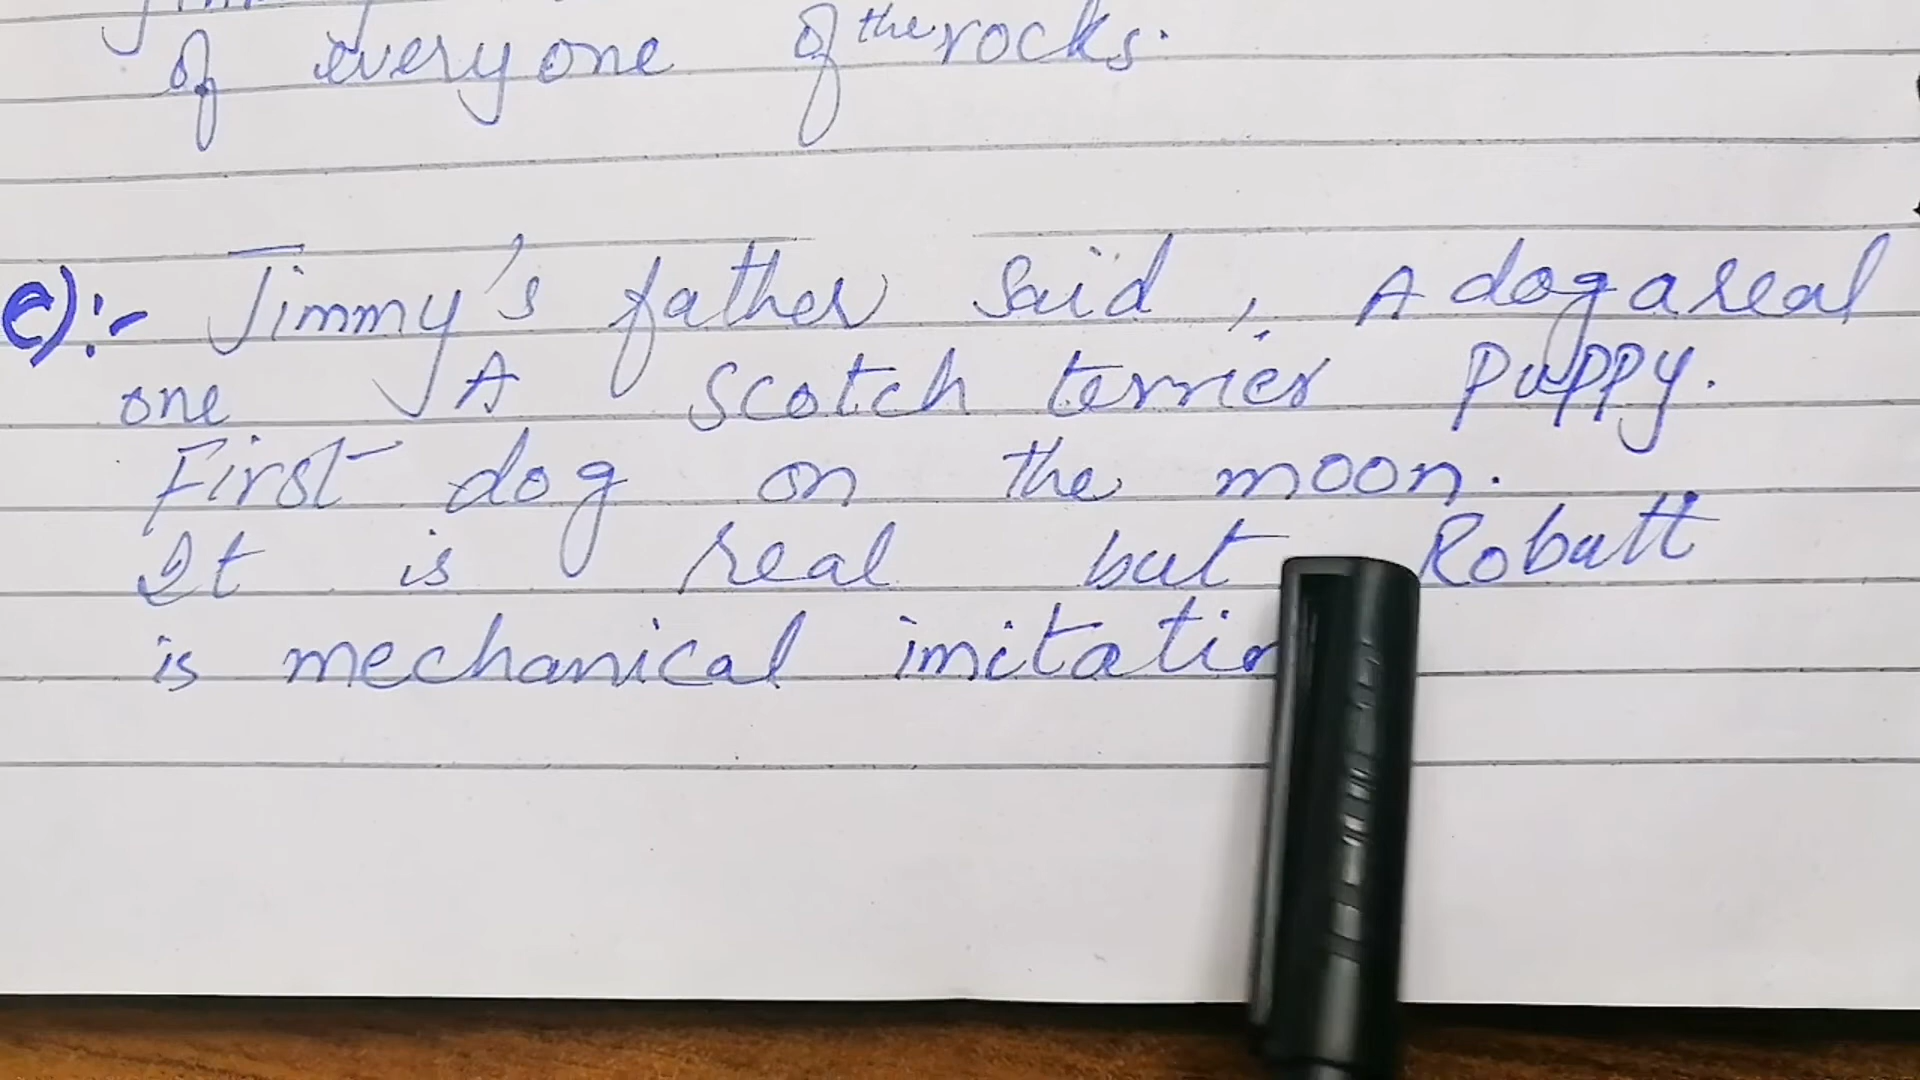 of everyone of the rocks.
c):- Jimmy's father said, A dog a real
one A scotch terrier puppy.
First dog on the moon.
It is real but Robutt
is mechanical